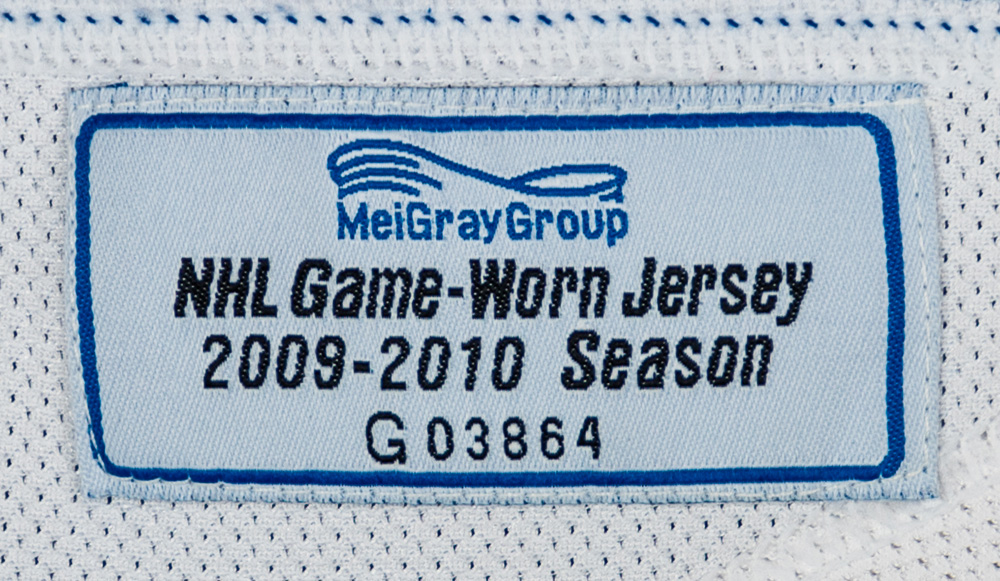 MeiGrayGroup
NHL Game-Worn Jersey
2009-2010 Season
G 03864